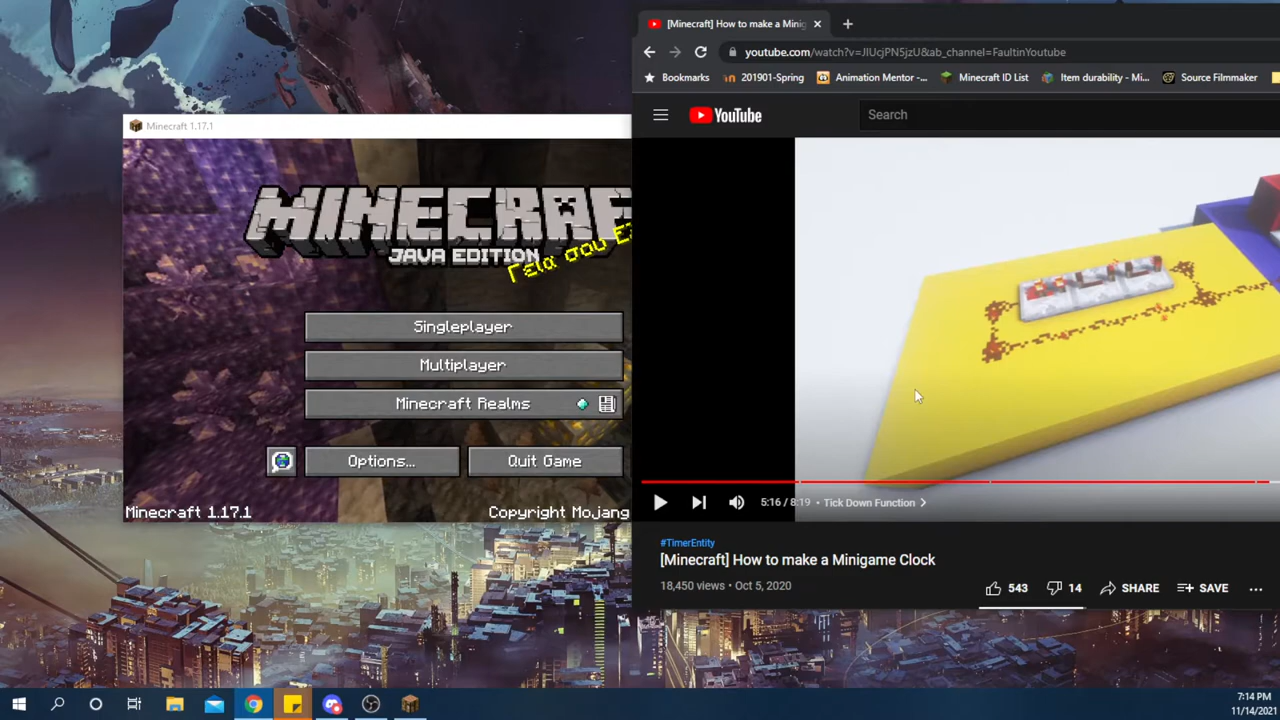 [Minecraft] How to make a Minig
youtube.com/watch?v=JlUcjPN5jzU&ab_channel=FaultinYoutube
Bookmarks
201901-Spring
Animation Mentor -...
Minecraft ID List
Item durability - Mi...
Source Filmmaker
YouTube
Search
Minecraft 1.17.1
MINECRAF
JAVA EDITION
Γεια σου
Singleplayer
Multiplayer
Minecraft Realms
Options...
Quit Game
Minecraft 1.17.1
Copyright Mojang
5:16 / 8:19 • Tick Down Function
#TimerEntity
[Minecraft] How to make a Minigame Clock
18,450 views • Oct 5, 2020
543
14
SHARE
SAVE
7:14 PM
11/14/2021